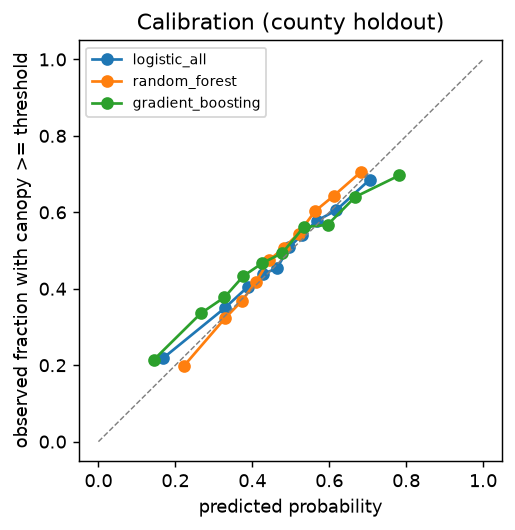 Calibration (county holdout)
observed fraction with canopy >= threshold
1.0
0.8
0.6
0.4
0.2
0.0
logistic_all
random_forest
gradient_boosting
0.0 0.2 0.4 0.6 0.8 1.0
predicted probability